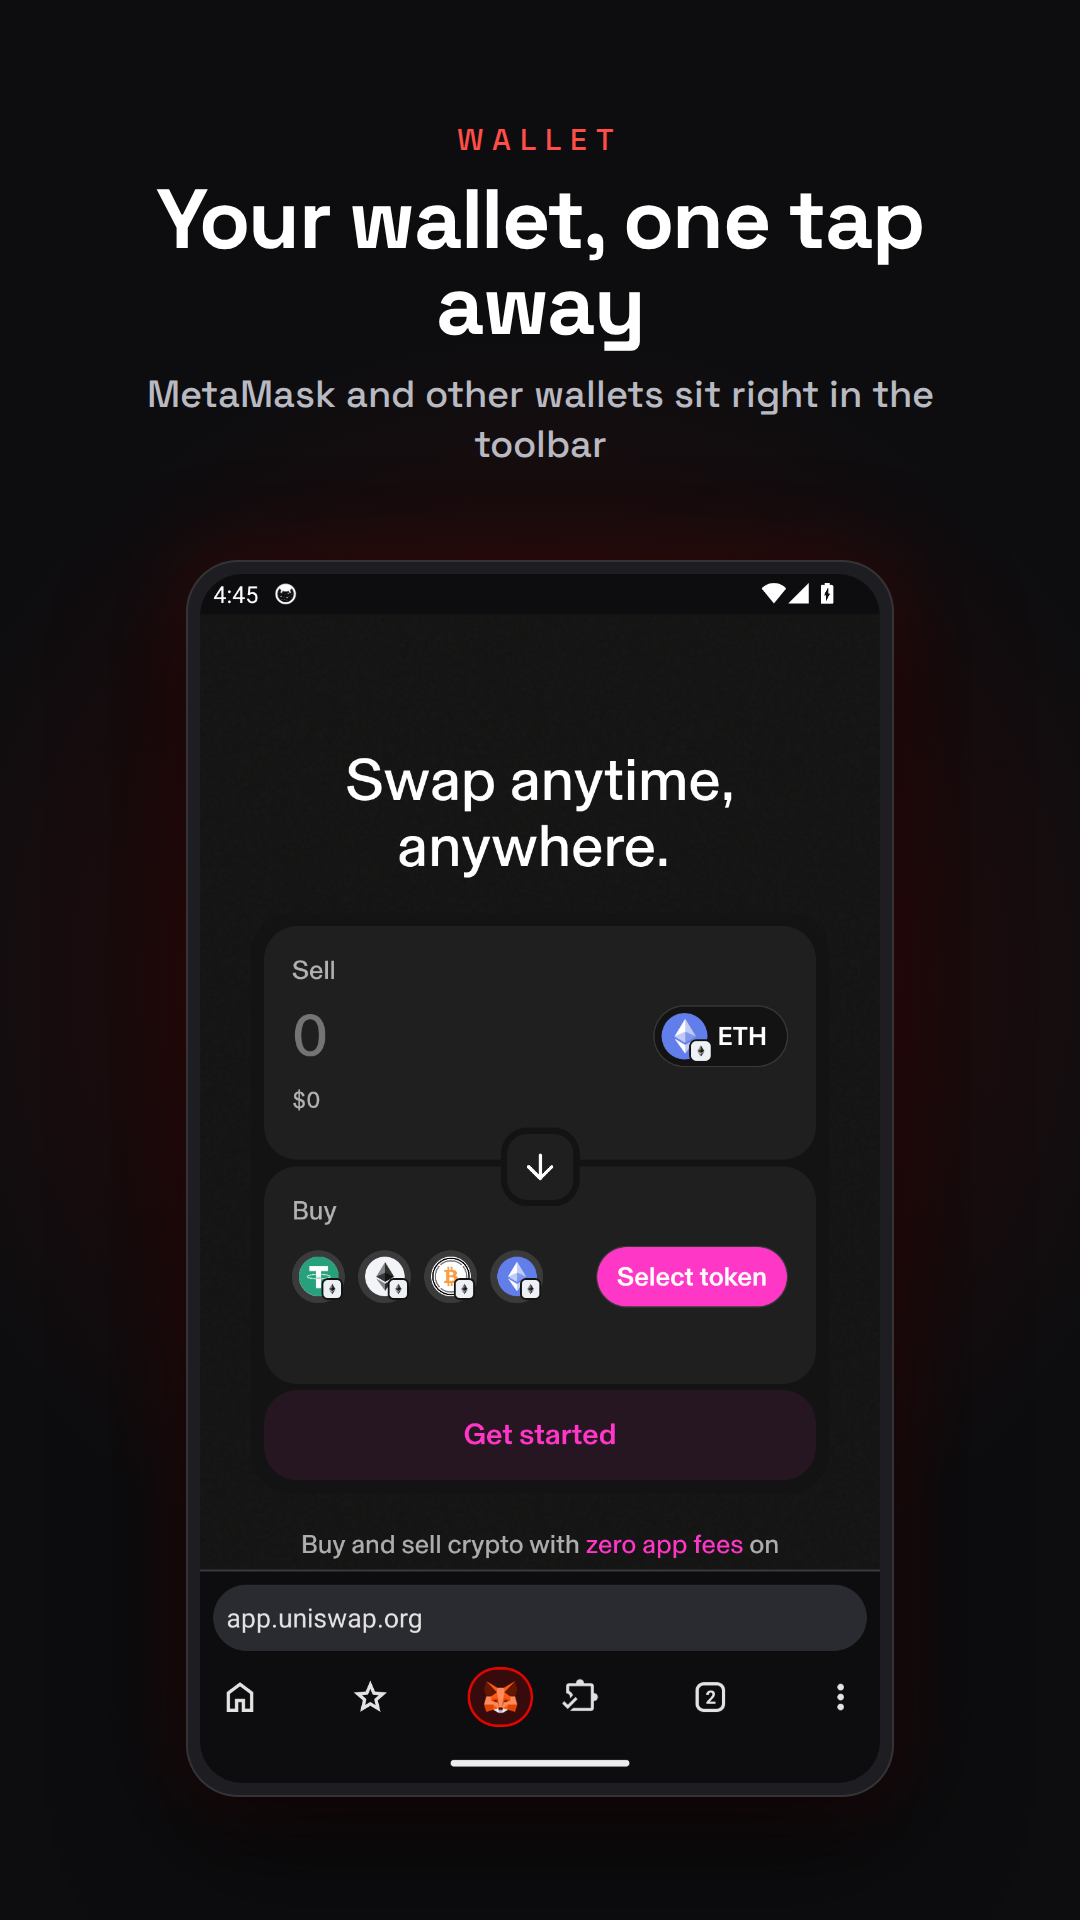 WALLET
Your wallet, one tap
away
MetaMask and other wallets sit right in the
toolbar
4:45
Swap anytime,
anywhere.
Sell
0
ETH
$0
Buy
Select token
Get started
Buy and sell crypto with zero app fees on
app.uniswap.org
2